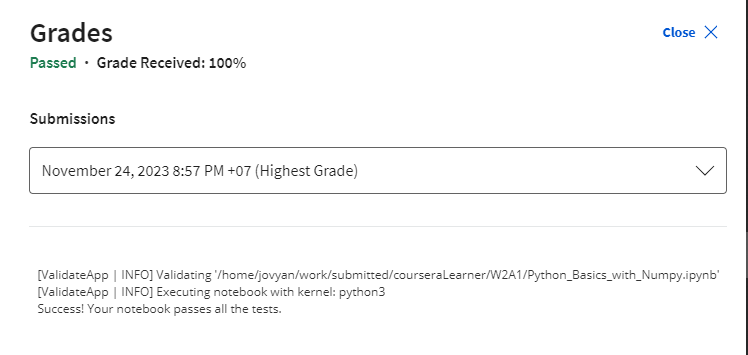 Grades
Close
Passed · Grade Received: 100%
Submissions
November 24, 2023 8:57 PM +07 (Highest Grade)
[ValidateApp | INFO] Validating '/home/jovyan/work/submitted/courseraLearner/W2A1/Python_Basics_with_Numpy.ipynb'
[ValidateApp | INFO] Executing notebook with kernel: python3
Success! Your notebook passes all the tests.